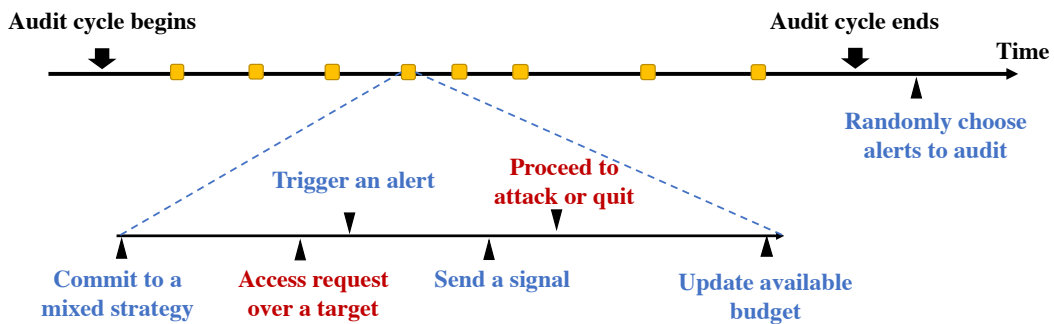 Audit cycle begins
Audit cycle ends
Time
Randomly choose
alerts to audit
Trigger an alert
Proceed to
attack or quit
Commit to a
mixed strategy
Access request
over a target
Send a signal
Update available
budget